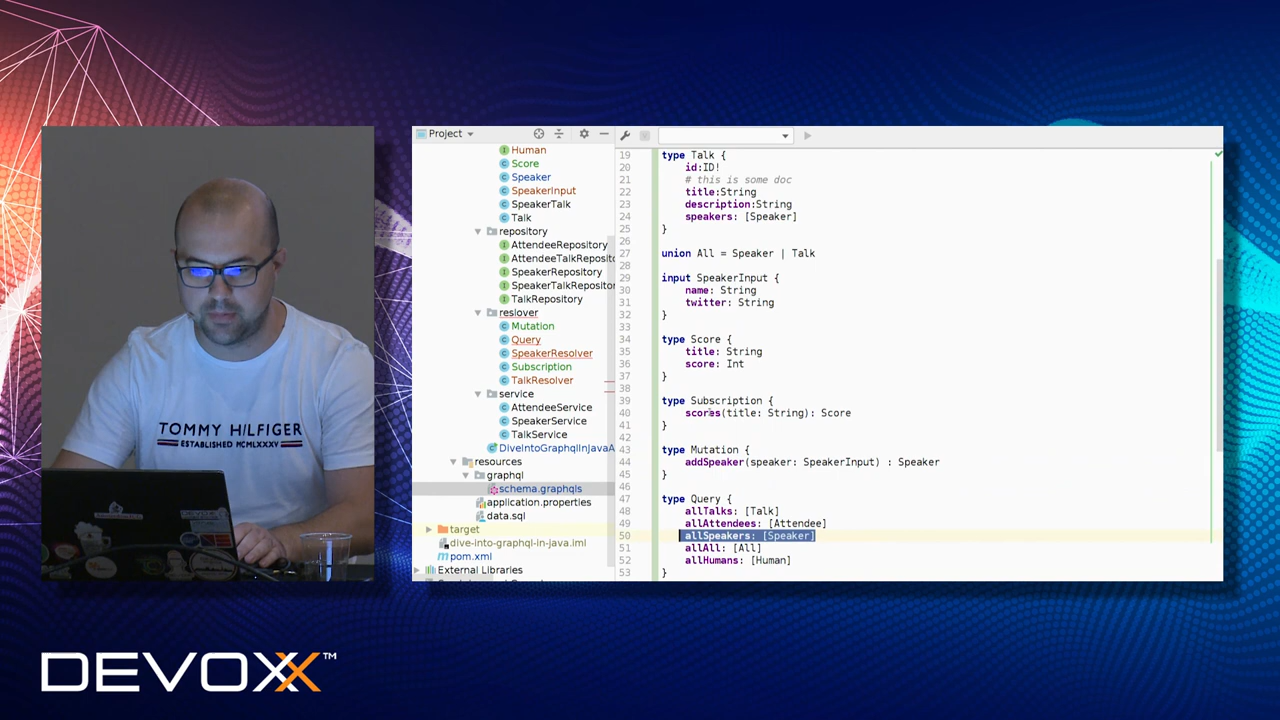 TOMMY HILFIGER
ESTABLISHED MCMLXXXV
DEVOXX™
Project
Human
Score
Speaker
SpeakerInput
SpeakerTalk
Talk
repository
AttendeeRepository
AttendeeTalkReposito
SpeakerRepository
SpeakerTalkRepositor
TalkRepository
reslover
Mutation
Query
SpeakerResolver
Subscription
TalkResolver
service
AttendeeService
SpeakerService
TalkService
DiveIntoGraphqlInJavaA
resources
graphql
schema.graphqls
application.properties
data.sql
target
dive-into-graphql-in-java.iml
pom.xml
External Libraries
19 type Talk {
20 id:ID!
21 # this is some doc
22 title:String
23 description:String
24 speakers: [Speaker]
25 }
26
27 union All = Speaker | Talk
28
29 input SpeakerInput {
30 name: String
31 twitter: String
32 }
33
34 type Score {
35 title: String
36 score: Int
37 }
38
39 type Subscription {
40 scores(title: String): Score
41 }
42
43 type Mutation {
44 addSpeaker(speaker: SpeakerInput) : Speaker
45 }
46
47 type Query {
48 allTalks: [Talk]
49 allAttendees: [Attendee]
50 allSpeakers: [Speaker]
51 allAll: [All]
52 allHumans: [Human]
53 }